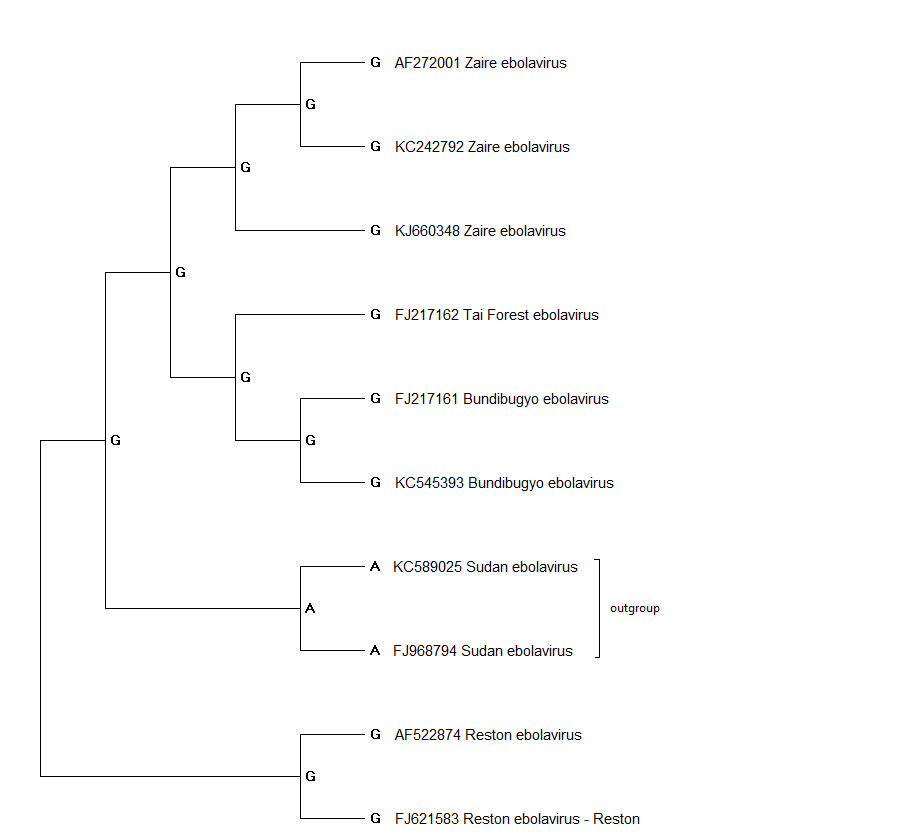 G AF272001 Zaire ebolavirus
G
G KC242792 Zaire ebolavirus
G
G KJ660348 Zaire ebolavirus
G
G FJ217162 Tai Forest ebolavirus
G
G FJ217161 Bundibugyo ebolavirus
G G
G KC545393 Bundibugyo ebolavirus
A KC589025 Sudan ebolavirus
A outgroup
A FJ968794 Sudan ebolavirus
G AF522874 Reston ebolavirus
G
G FJ621583 Reston ebolavirus - Reston